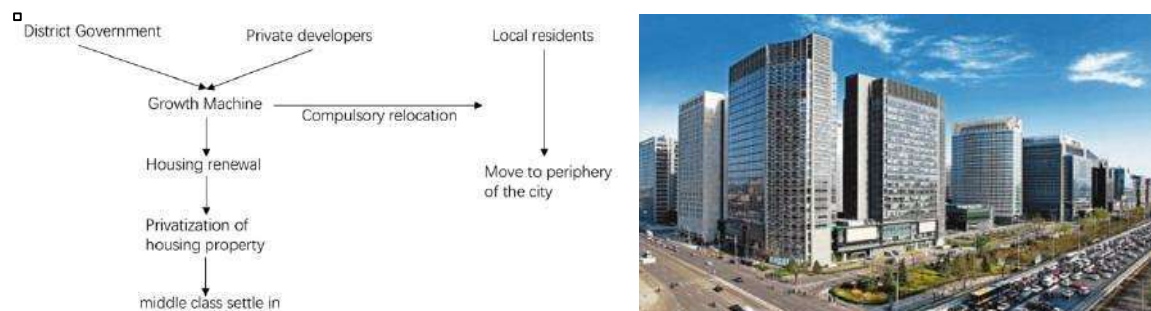 District Government
Private developers
Local residents
Growth Machine
Compulsory relocation
Housing renewal
Move to periphery
of the city
Privatization of
housing property
middle class settle in